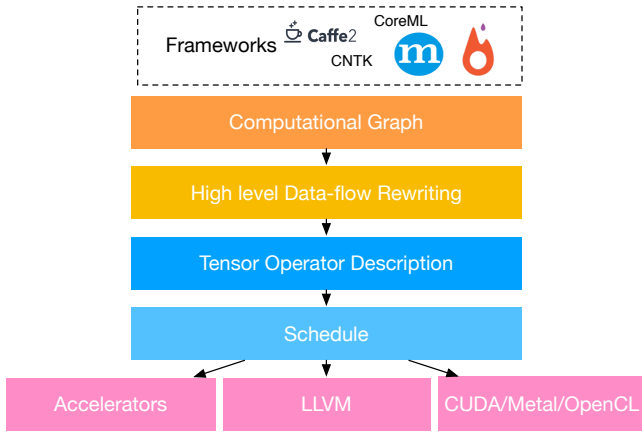 CoreML
Frameworks Caffe2
CNTK m
Computational Graph
High level Data-flow Rewriting
Tensor Operator Description
Schedule
Accelerators LLVM CUDA/Metal/OpenCL